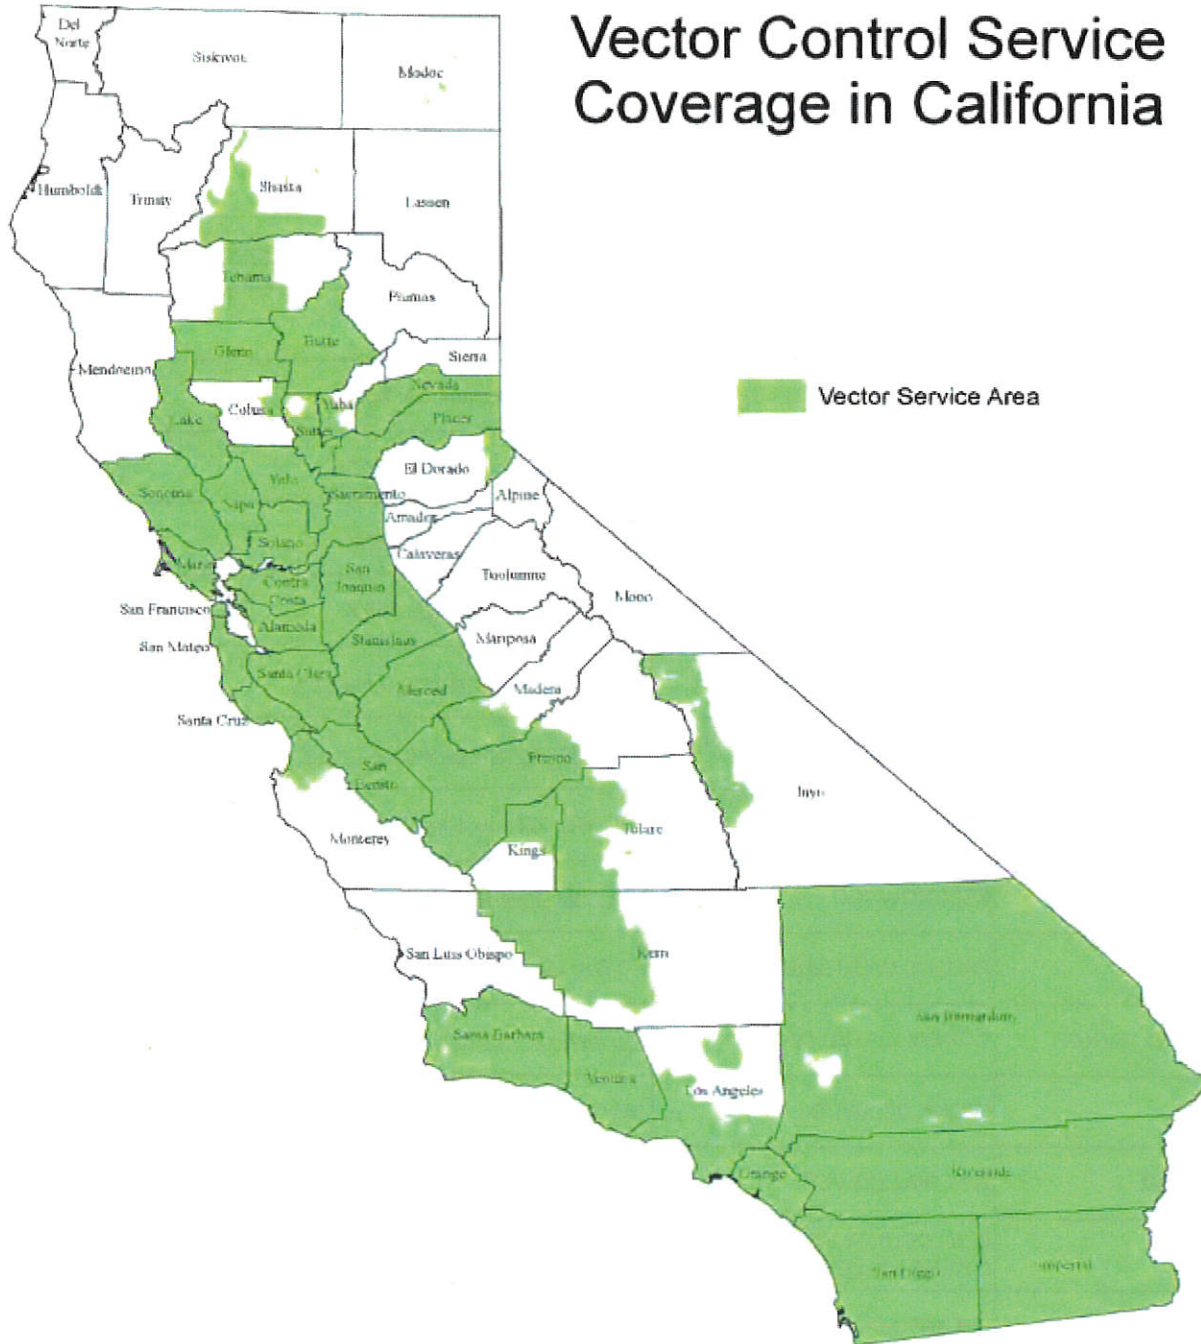 Vector Control Service
Coverage in California
Del
Norte
Siskiyou
Modoc
Humboldt
Trinity
Shasta
Lassen
Tehama
Plumas
Mendocino
Glenn
Butte
Sierra
Colusa
Lake
Sutter
Yuba
Nevada
Placer
Vector Service Area
Sonoma
Napa
Yolo
Sacramento
El Dorado
Alpine
Amador
Solano
Calaveras
Marin
Contra
Costa
San
Joaquin
Tuolumne
Mono
San Francisco
Alameda
Stanislaus
Mariposa
San Mateo
Santa Clara
Merced
Madera
Santa Cruz
San
Benito
Fresno
Inyo
Monterey
Kings
Tulare
San Luis Obispo
Kern
Santa Barbara
Ventura
San Bernardino
Los Angeles
Orange
Riverside
San Diego
Imperial